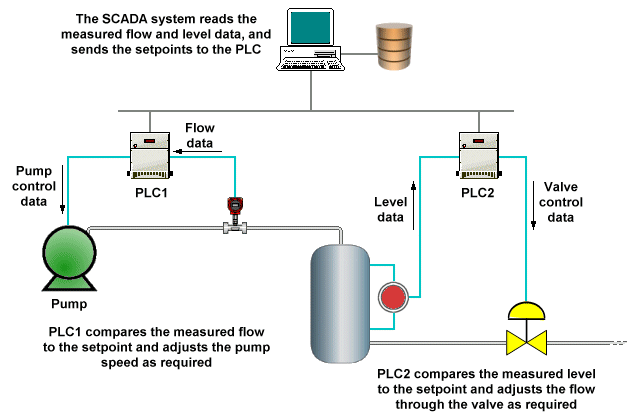 The SCADA system reads the
measured flow and level data, and
sends the setpoints to the PLC
Flow
data
Pump
control
data
PLC1
PLC2
Level
data
Valve
control
data
Pump
PLC1 compares the measured flow
to the setpoint and adjusts the pump
speed as required
PLC2 compares the measured level
to the setpoint and adjusts the flow
through the valve as required